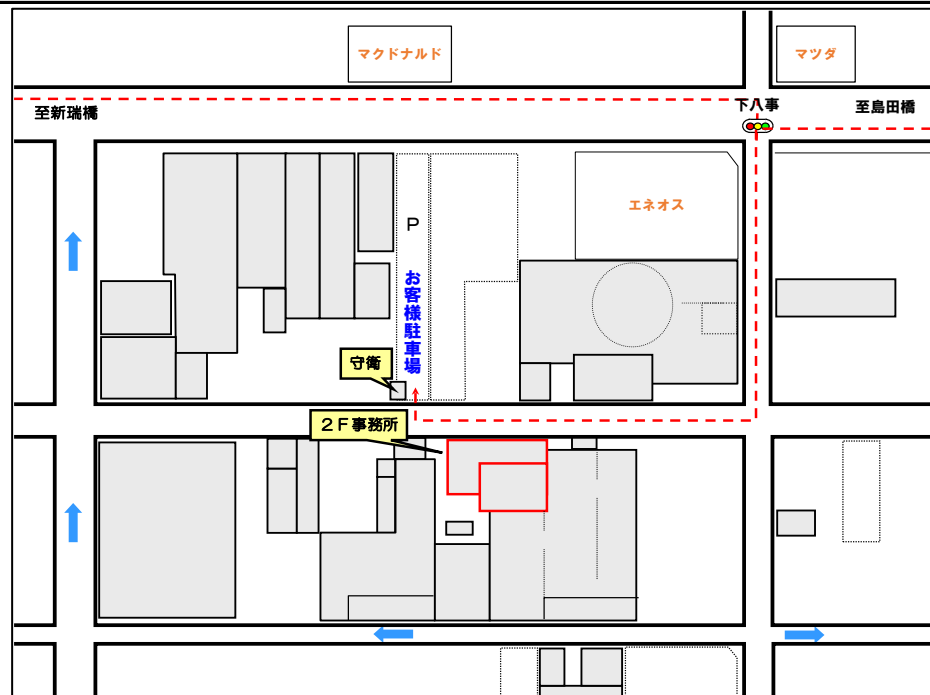 マクドナルド
マツダ
至新瑞橋
下八事
至島田橋
エネオス
P
お客様駐車場
守衛
２Ｆ事務所